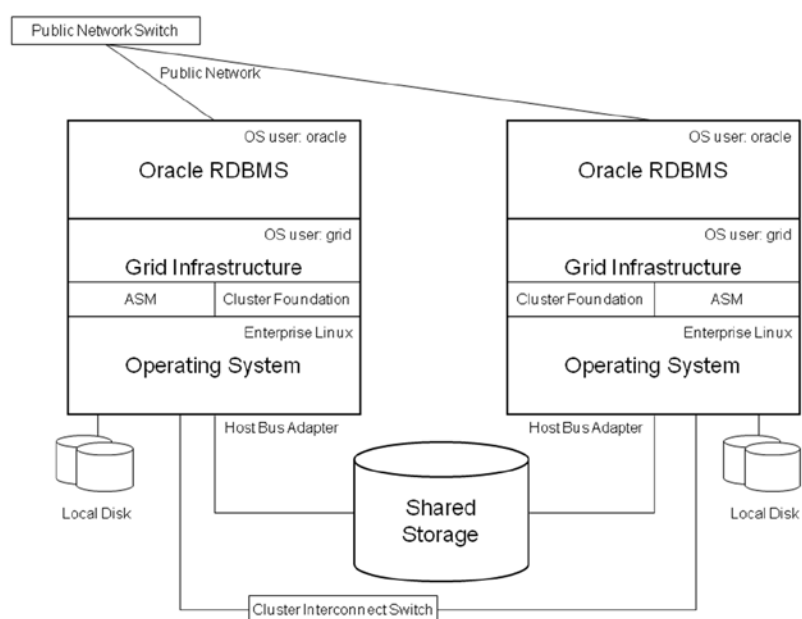 Public Network Switch
Public Network
OS user: oracle
Oracle RDBMS
OS user: grid
Grid Infrastructure
ASM
Cluster Foundation
Enterprise Linux
Operating System
Host Bus Adapter
Local Disk
OS user: oracle
Oracle RDBMS
OS user: grid
Grid Infrastructure
Cluster Foundation
ASM
Enterprise Linux
Operating System
Host Bus Adapter
Local Disk
Shared
Storage
Cluster Interconnect Switch